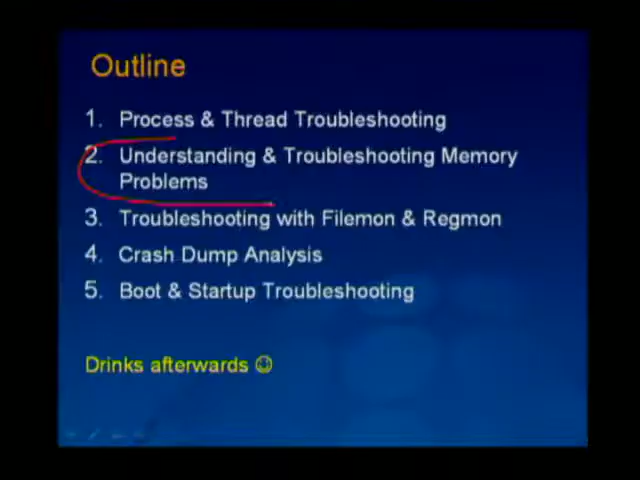 Outline
1. Process & Thread Troubleshooting
2. Understanding & Troubleshooting Memory
Problems
3. Troubleshooting with Filemon & Regmon
4. Crash Dump Analysis
5. Boot & Startup Troubleshooting
Drinks afterwards ☺